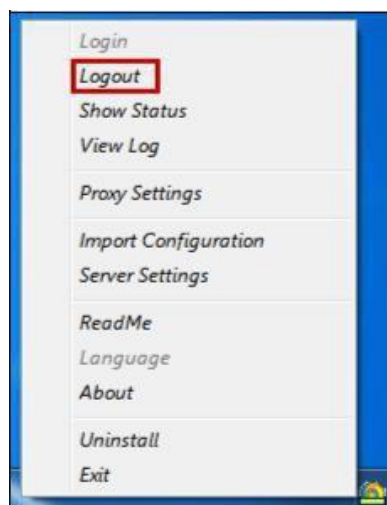 Login
Logout
Show Status
View Log
Proxy Settings
Import Configuration
Server Settings
ReadMe
Language
About
Uninstall
Exit